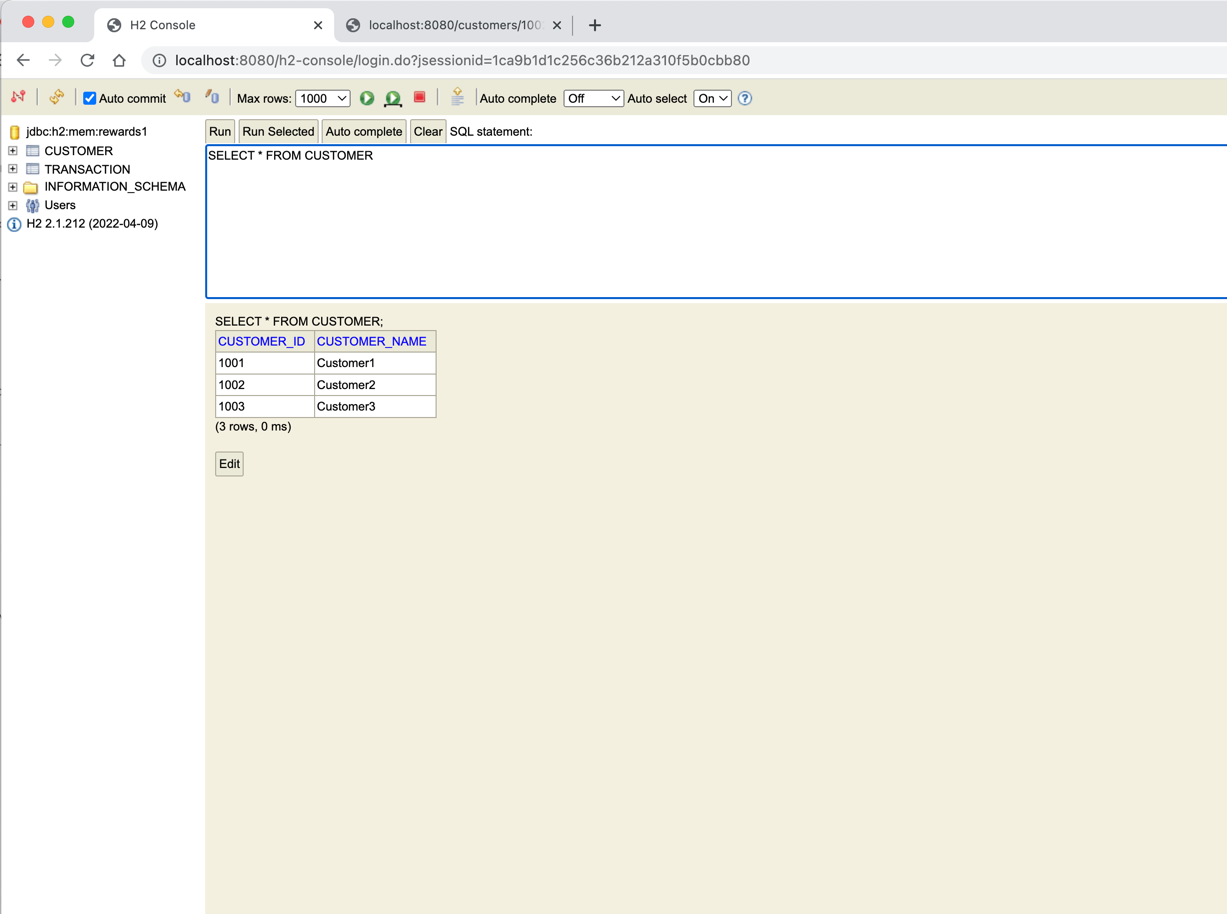 H2 Console
localhost:8080/customers/100
localhost:8080/h2-console/login.do?jsessionid=1ca9b1d1c256c36b212a310f5b0cbb80
Auto commit Max rows: 1000 Auto complete Off Auto select On ?
jdbc:h2:mem:rewards1
CUSTOMER
TRANSACTION
INFORMATION_SCHEMA
Users
H2 2.1.212 (2022-04-09)
Run Run Selected Auto complete Clear SQL statement:
SELECT * FROM CUSTOMER
SELECT * FROM CUSTOMER;
CUSTOMER_ID CUSTOMER_NAME
1001 Customer1
1002 Customer2
1003 Customer3
(3 rows, 0 ms)
Edit